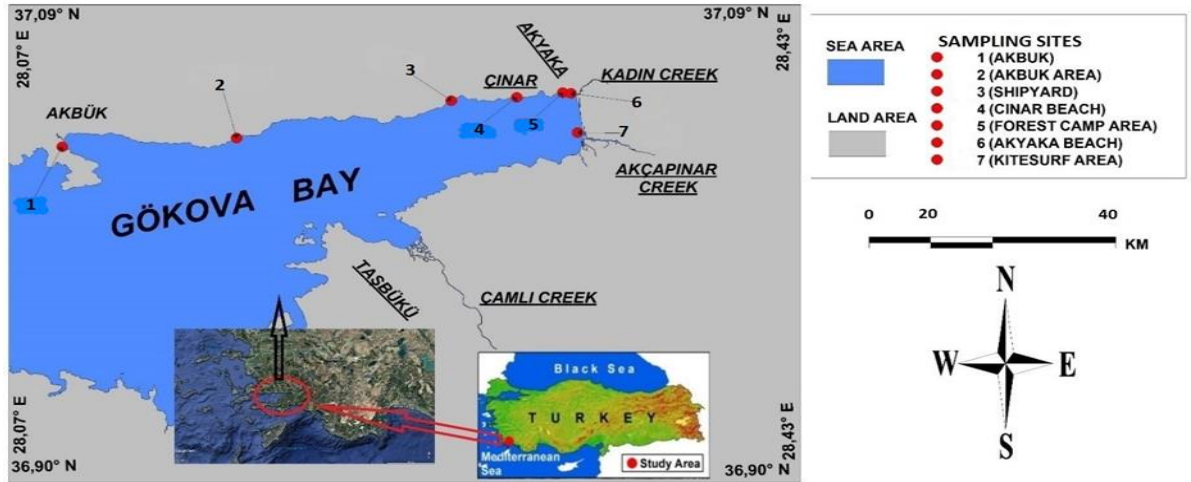 37,09° N
37,09° N
28,07° E
28,43° E
AKBÜK
1
2
3
ÇINAR
AKYAKA
KADIN CREEK
4
5
6
7
AKÇAPINAR
CREEK
GÖKOVA BAY
TAŞBÜKÜ
ÇAMLI CREEK
28,07° E
36,90° N
28,43° E
36,90° N
Black Sea
TURKEY
Mediterranean
Sea
Study Area
SEA AREA
LAND AREA
SAMPLING SITES
1 (AKBUK)
2 (AKBUK AREA)
3 (SHIPYARD)
4 (CINAR BEACH)
5 (FOREST CAMP AREA)
6 (AKYAKA BEACH)
7 (KITESURF AREA)
0 20 40
KM
N
W E
S